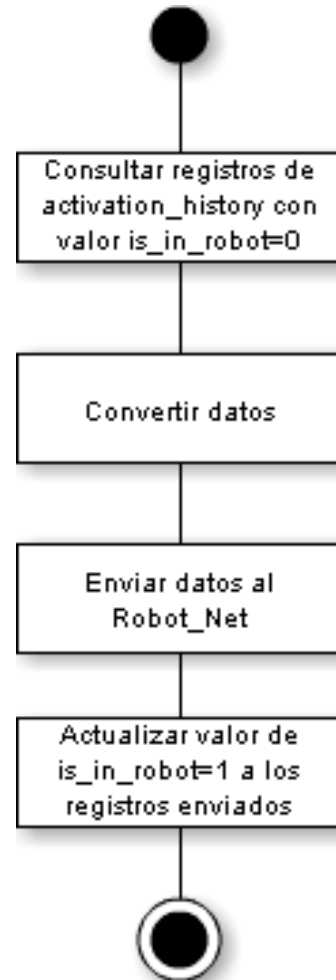 Consultar registros de
activation_history con
valor is_in_robot=0
Convertir datos
Enviar datos al
Robot_Net
Actualizar valor de
is_in_robot=1 a los
registros enviados